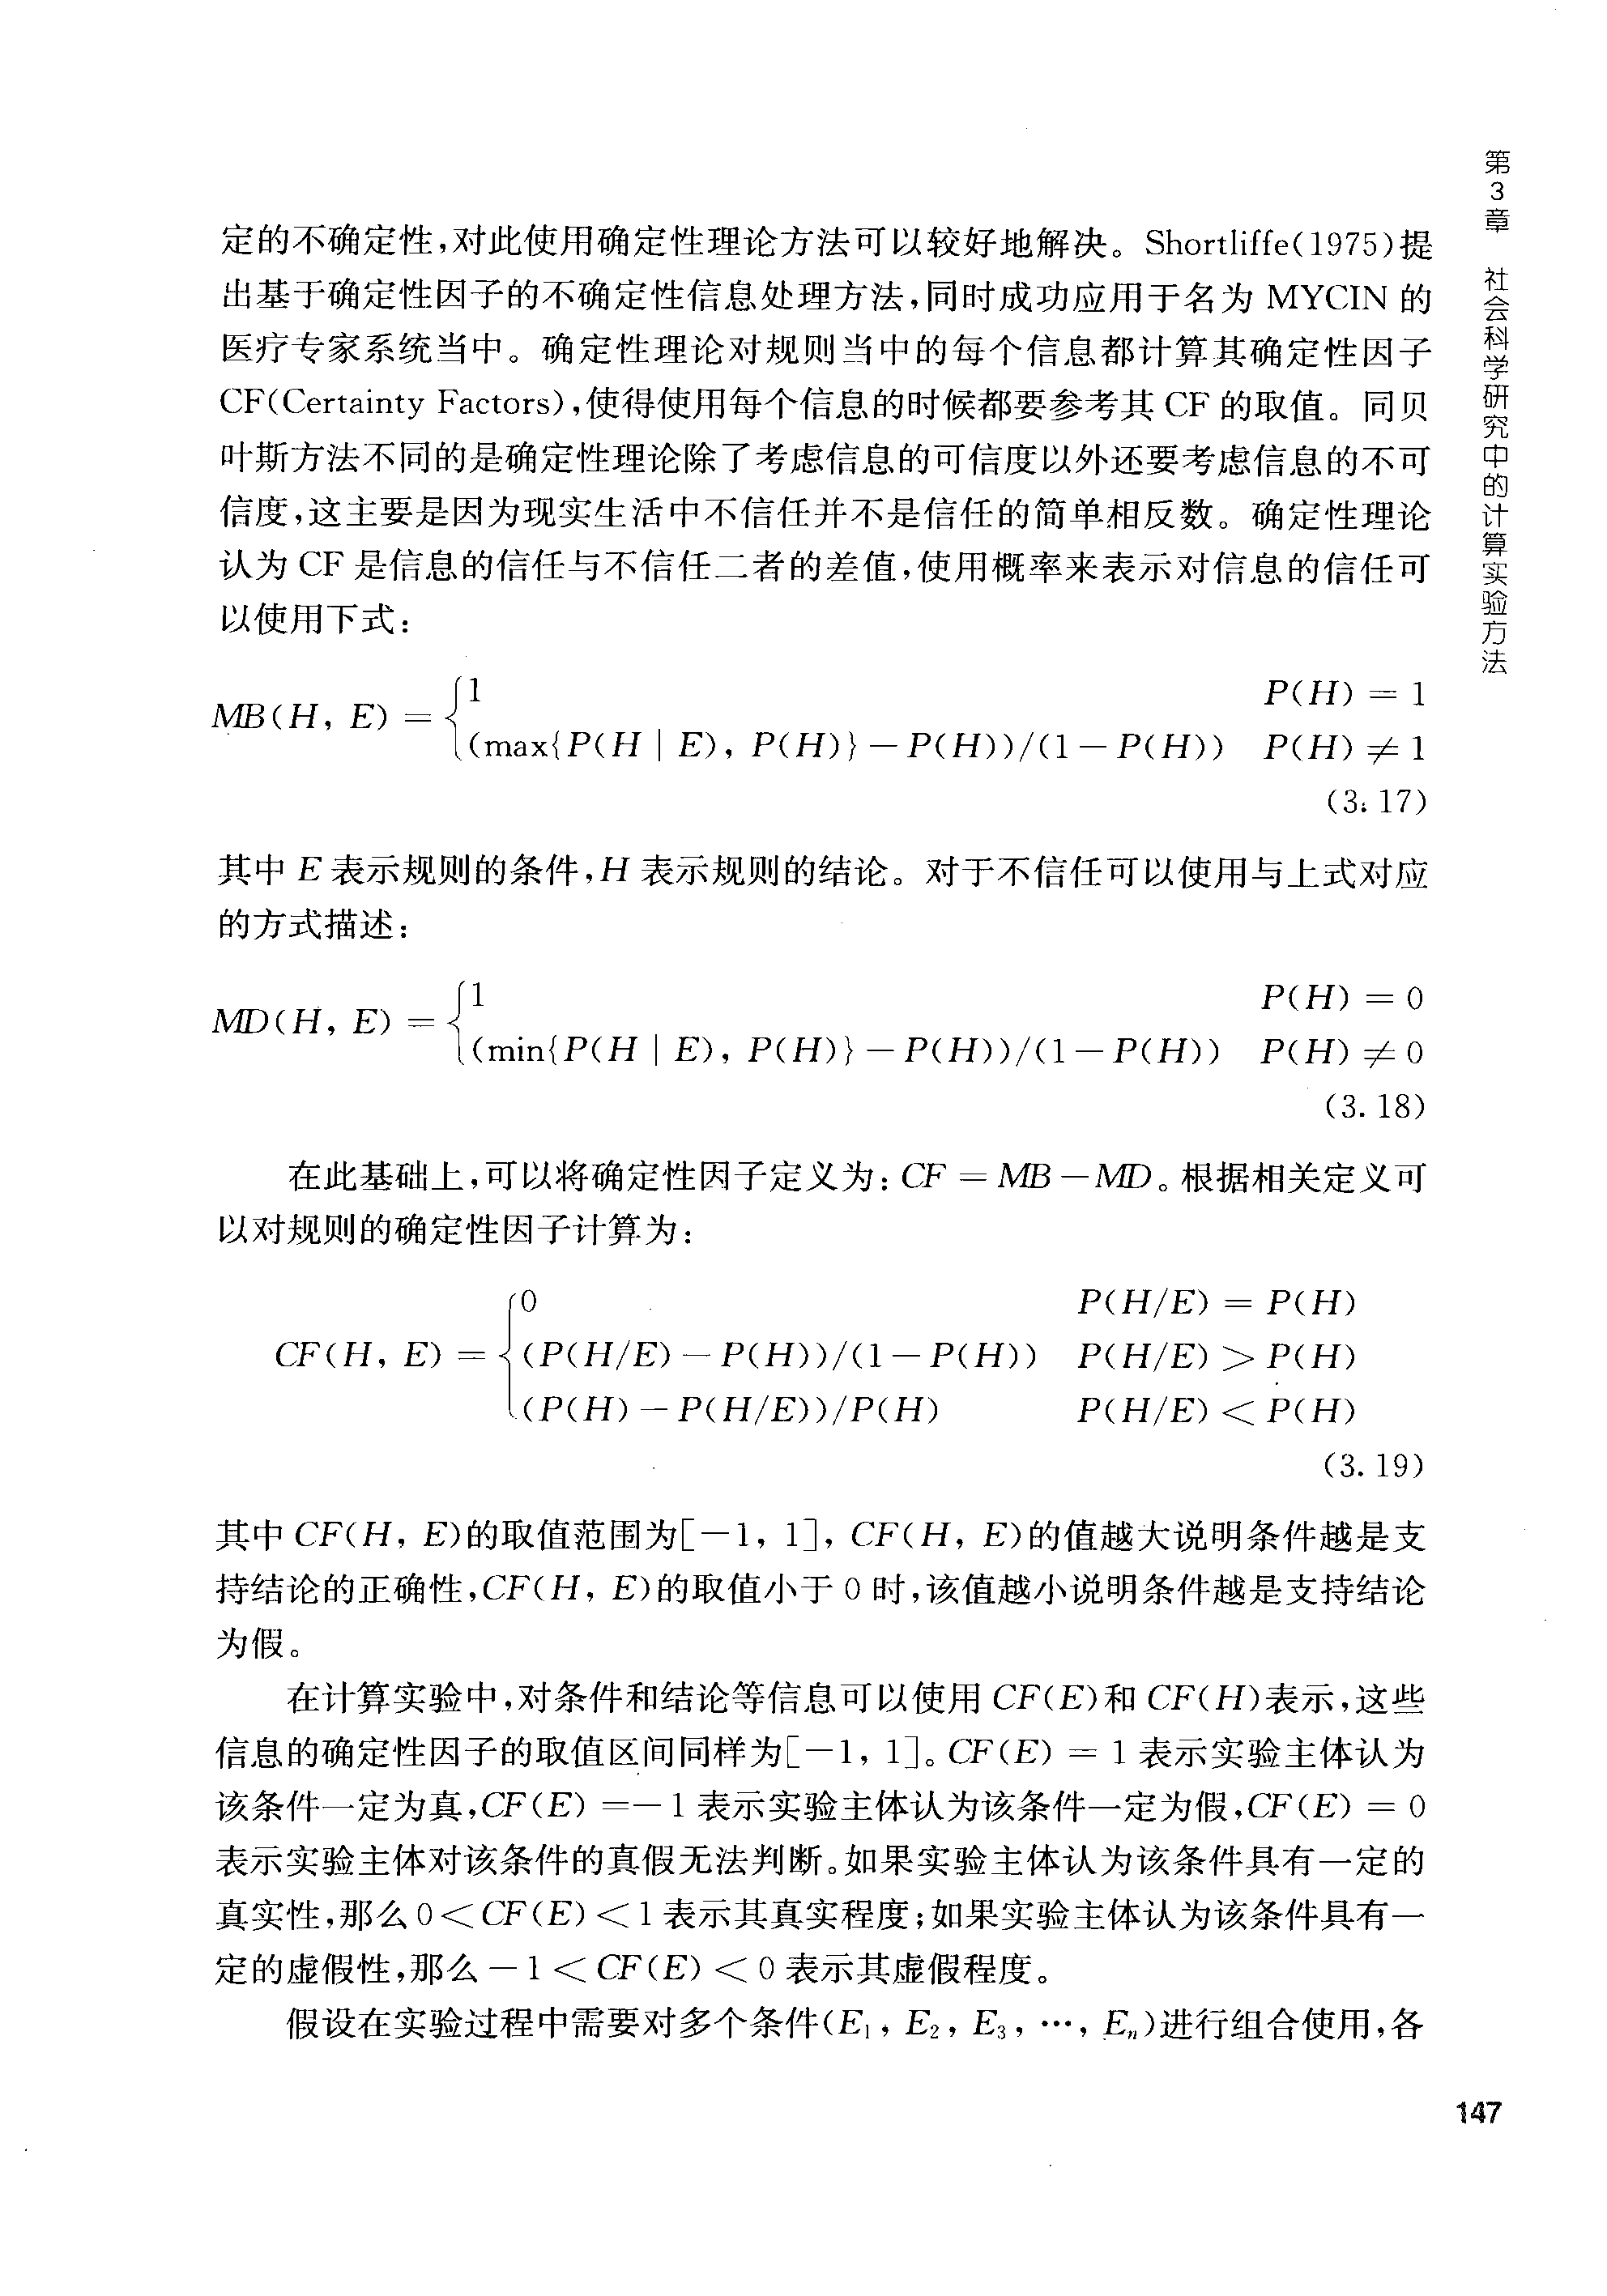 第3章 社会科学研究中的计算实验方法
定的不确定性,对此使用确定性理论方法可以较好地解决。Shortliffe(1975)提
出基于确定性因子的不确定性信息处理方法,同时成功应用于名为 MYCIN 的
医疗专家系统当中。确定性理论对规则当中的每个信息都计算其确定性因子
CF(Certainty Factors),使得使用每个信息的时候都要参考其 CF 的取值。同贝
叶斯方法不同的是确定性理论除了考虑信息的可信度以外还要考虑信息的不可
信度,这主要是因为现实生活中不信任并不是信任的简单相反数。确定性理论
认为 CF 是信息的信任与不信任二者的差值,使用概率来表示对信息的信任可
以使用下式:
MB(H, E) = {1 P(H) = 1
(max{P(H | E), P(H)} − P(H))/(1 − P(H)) P(H) ≠ 1
(3.17)
其中 E 表示规则的条件,H 表示规则的结论。对于不信任可以使用与上式对应
的方式描述:
MD(H, E) = {1 P(H) = 0
(min{P(H | E), P(H)} − P(H))/(1 − P(H)) P(H) ≠ 0
(3.18)
在此基础上,可以将确定性因子定义为: CF = MB − MD。根据相关定义可
以对规则的确定性因子计算为:
CF(H, E) = {0 P(H/E) = P(H)
(P(H/E) − P(H))/(1 − P(H)) P(H/E) > P(H)
(P(H) − P(H/E))/P(H) P(H/E) < P(H)
(3.19)
其中 CF(H, E)的取值范围为[−1, 1], CF(H, E)的值越大说明条件越是支
持结论的正确性,CF(H, E)的取值小于 0 时,该值越小说明条件越是支持结论
为假。
在计算实验中,对条件和结论等信息可以使用 CF(E)和 CF(H)表示,这些
信息的确定性因子的取值区间同样为[−1, 1]。CF(E) = 1 表示实验主体认为
该条件一定为真,CF(E) =− 1 表示实验主体认为该条件一定为假,CF(E) = 0
表示实验主体对该条件的真假无法判断。如果实验主体认为该条件具有一定的
真实性,那么 0 < CF(E) < 1 表示其真实程度;如果实验主体认为该条件具有一
定的虚假性,那么 − 1 < CF(E) < 0 表示其虚假程度。
假设在实验过程中需要对多个条件(E₁, E₂, E₃, …, Eₙ)进行组合使用,各
147